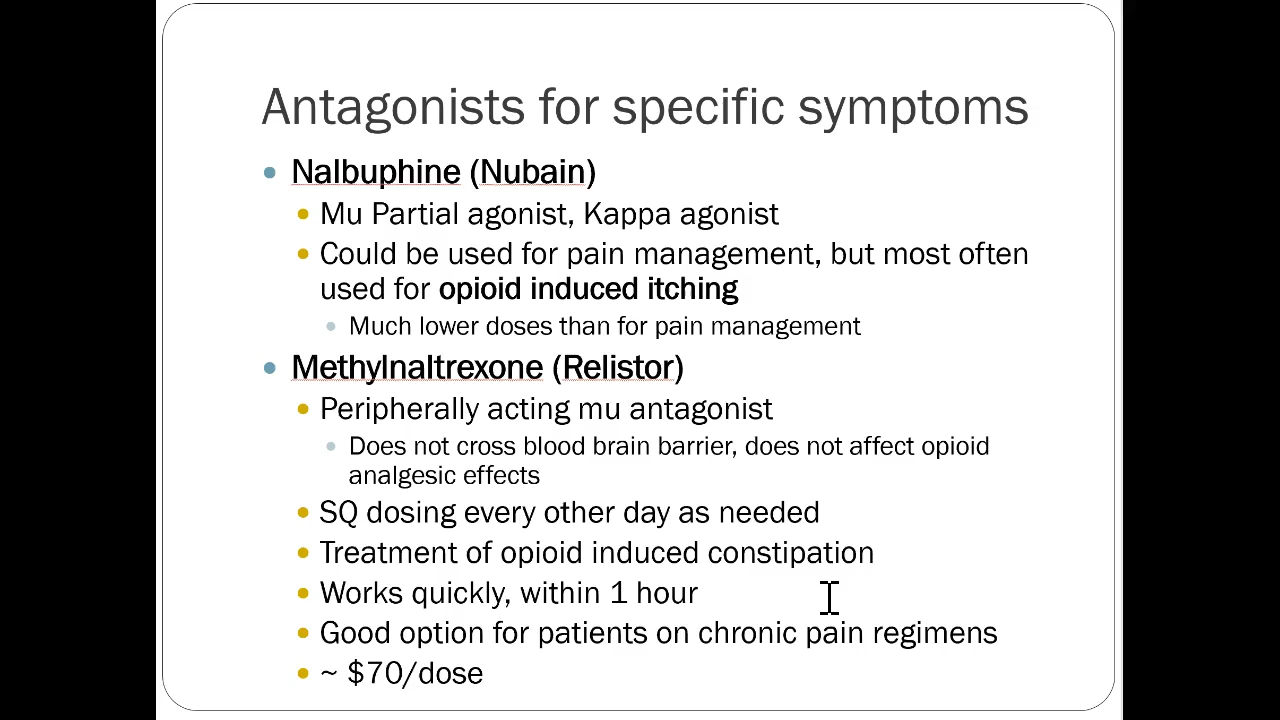 Antagonists for specific symptoms
• Nalbuphine (Nubain)
• Mu Partial agonist, Kappa agonist
• Could be used for pain management, but most often
used for opioid induced itching
• Much lower doses than for pain management
• Methylnaltrexone (Relistor)
• Peripherally acting mu antagonist
• Does not cross blood brain barrier, does not affect opioid
analgesic effects
• SQ dosing every other day as needed
• Treatment of opioid induced constipation
• Works quickly, within 1 hour
• Good option for patients on chronic pain regimens
• ~ $70/dose